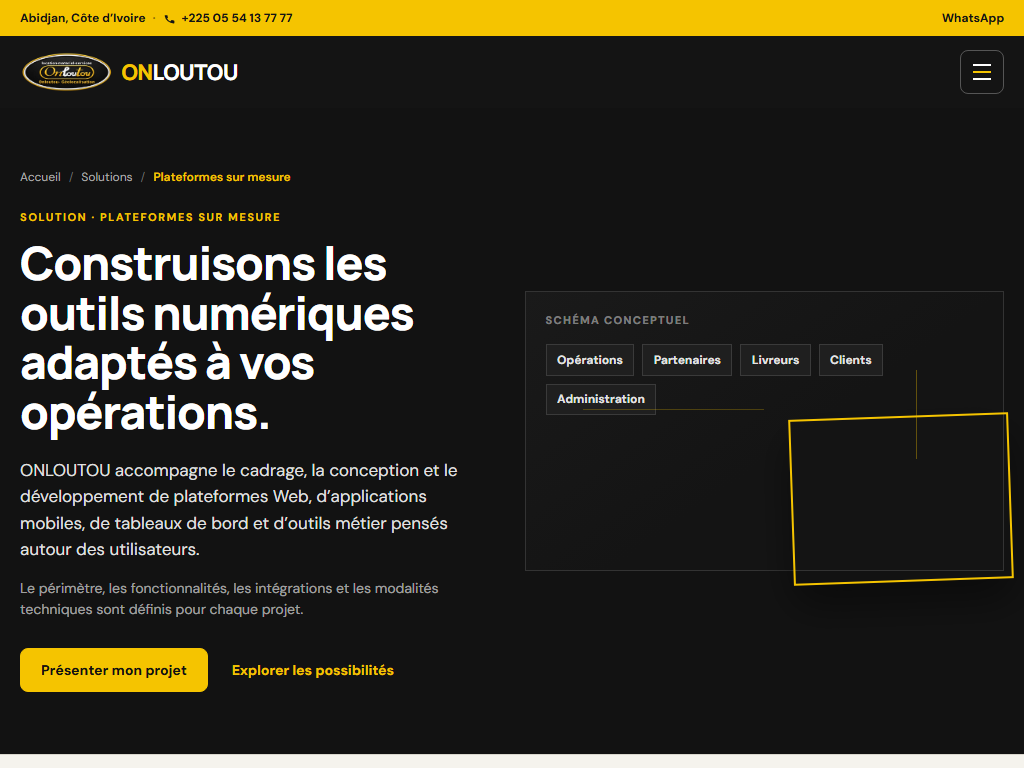 Abidjan, Côte d’Ivoire · +225 05 54 13 77 77
WhatsApp
Onloutou
ONLOUTOU
Accueil / Solutions / Plateformes sur mesure
SOLUTION · PLATEFORMES SUR MESURE
Construisons les
outils numériques
adaptés à vos
opérations.
ONLOUTOU accompagne le cadrage, la conception et le
développement de plateformes Web, d’applications
mobiles, de tableaux de bord et d’outils métier pensés
autour des utilisateurs.
Le périmètre, les fonctionnalités, les intégrations et les modalités
techniques sont définis pour chaque projet.
Présenter mon projet
Explorer les possibilités
SCHÉMA CONCEPTUEL
Opérations
Partenaires
Livreurs
Clients
Administration